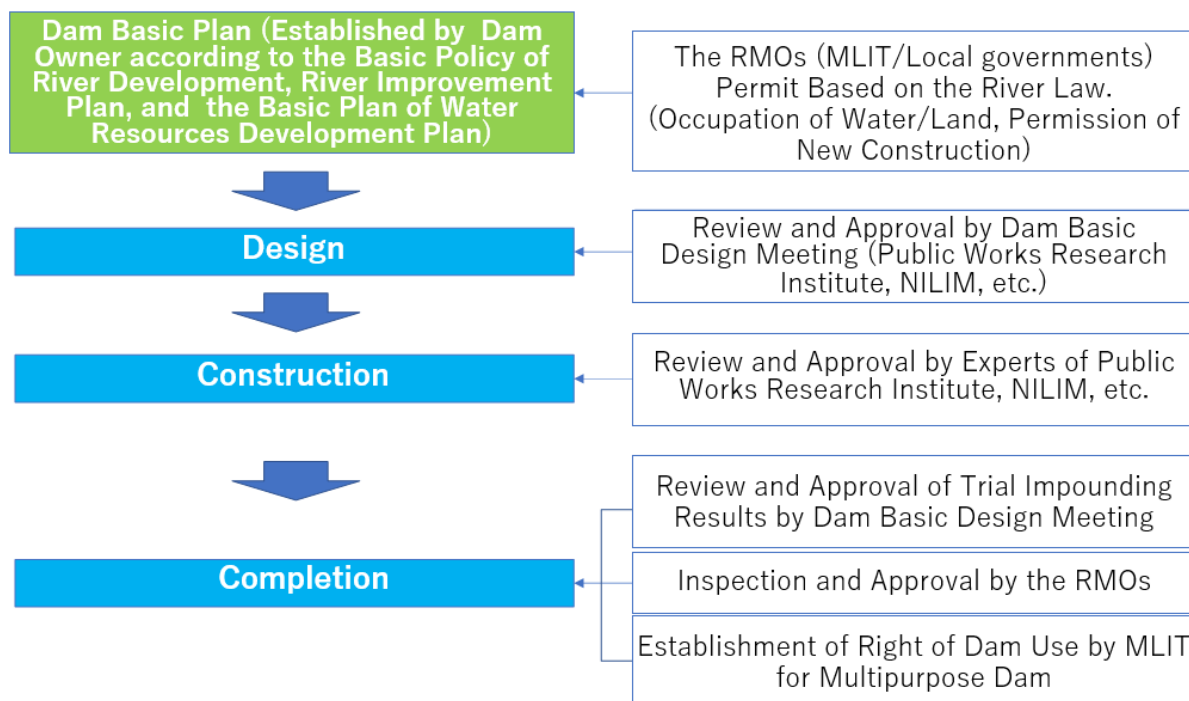 Dam Basic Plan (Established by Dam
Owner according to the Basic Policy of
River Development, River Improvement
Plan, and the Basic Plan of Water
Resources Development Plan)
The RMOs (MLIT/Local governments)
Permit Based on the River Law.
(Occupation of Water/Land, Permission of
New Construction)
Design
Review and Approval by Dam Basic
Design Meeting (Public Works Research
Institute, NILIM, etc.)
Construction
Review and Approval by Experts of Public
Works Research Institute, NILIM, etc.
Completion
Review and Approval of Trial Impounding
Results by Dam Basic Design Meeting
Inspection and Approval by the RMOs
Establishment of Right of Dam Use by MLIT
for Multipurpose Dam